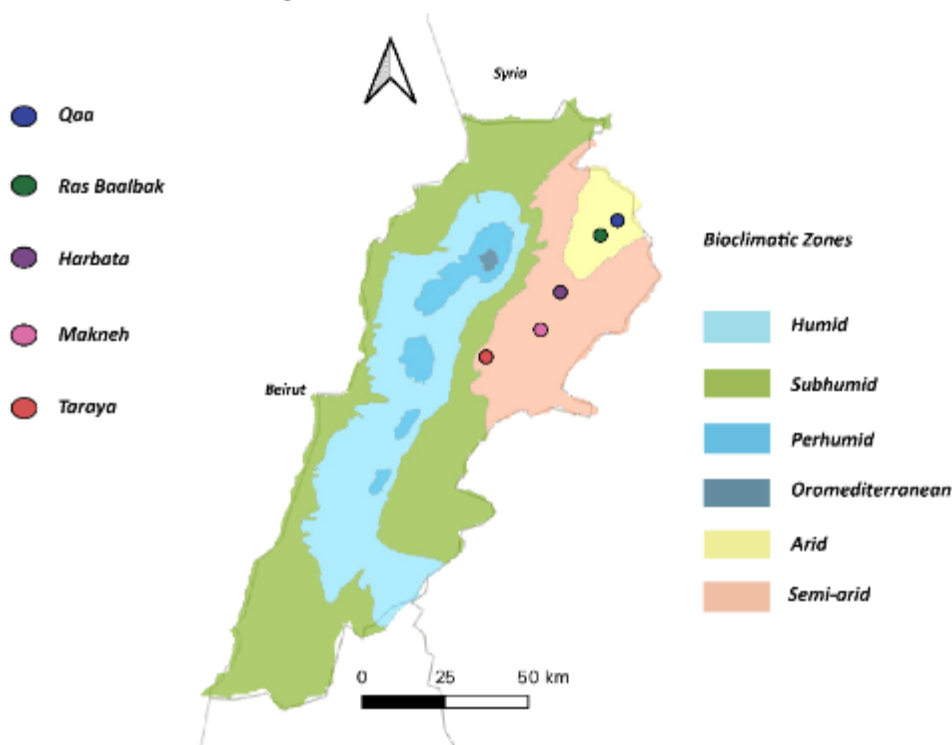 Syria
Qaa
Ras Baalbak
Harbata
Makneh
Taraya
Beirut
Bioclimatic Zones
Humid
Subhumid
Perhumid
Oromediterranean
Arid
Semi-arid
0 25 50 km